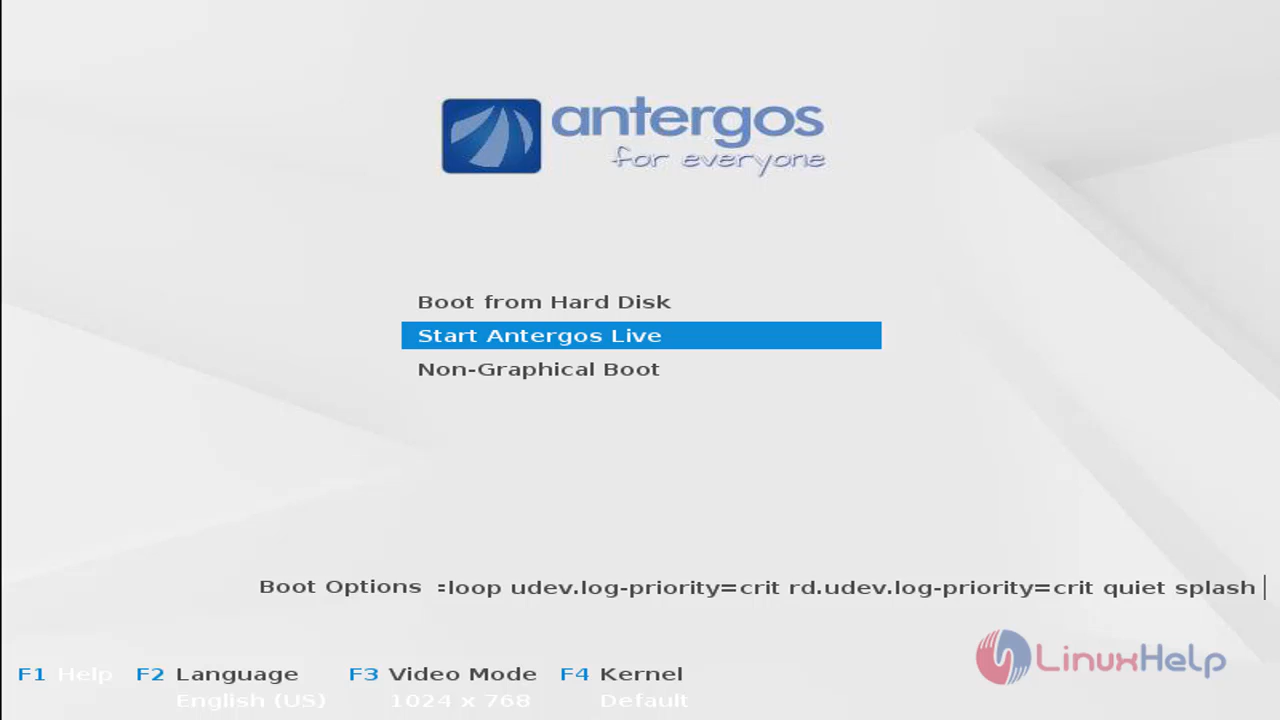 antergos
for everyone
Boot from Hard Disk
Start Antergos Live
Non-Graphical Boot
Boot Options =loop udev.log-priority=crit rd.udev.log-priority=crit quiet splash
LinuxHelp
F1 Help F2 Language F3 Video Mode F4 Kernel
English (US) 1024 x 768 Default